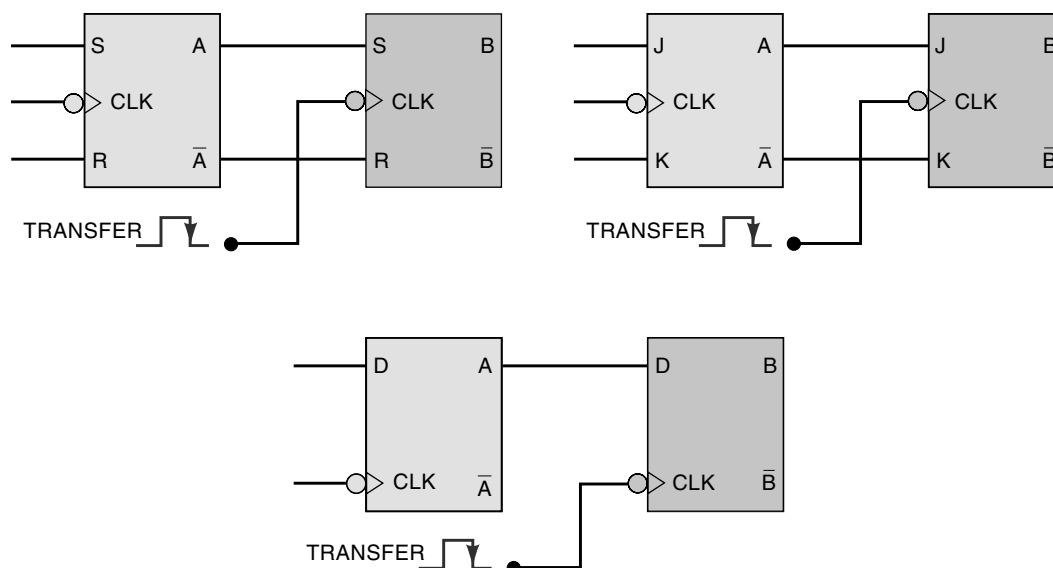 S A S B J A J B
CLK CLK CLK CLK
R A̅ R B̅ K A̅ K B̅
TRANSFER TRANSFER
D A D B
CLK A̅ CLK B̅
TRANSFER